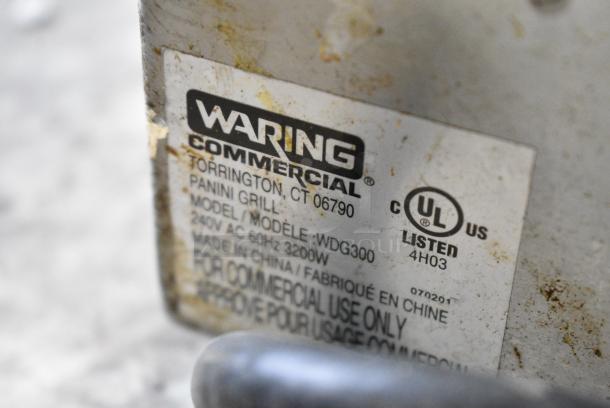 WARING
COMMERCIAL®
TORRINGTON, CT 06790
PANINI GRILL
MODEL / MODÈLE :WDG300
240V AC 60Hz 3200W
MADE IN CHINA / FABRIQUÉ EN CHINE
070201
FOR COMMERCIAL USE ONLY
APPROVÉ POUR USAGE COMMERCIAL
C UL® US
LISTED
4H03